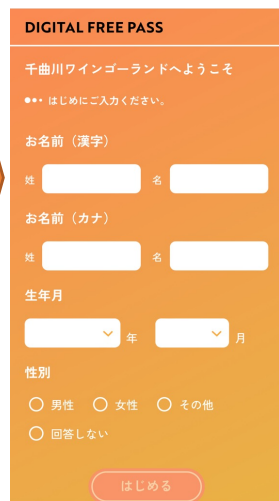 DIGITAL FREE PASS
千曲川ワインゴーランドへようこそ
はじめにご入力ください。
お名前（漢字）
姓 名
お名前（カナ）
姓 名
生年月
年 月
性別
男性 女性 その他
回答しない
はじめる